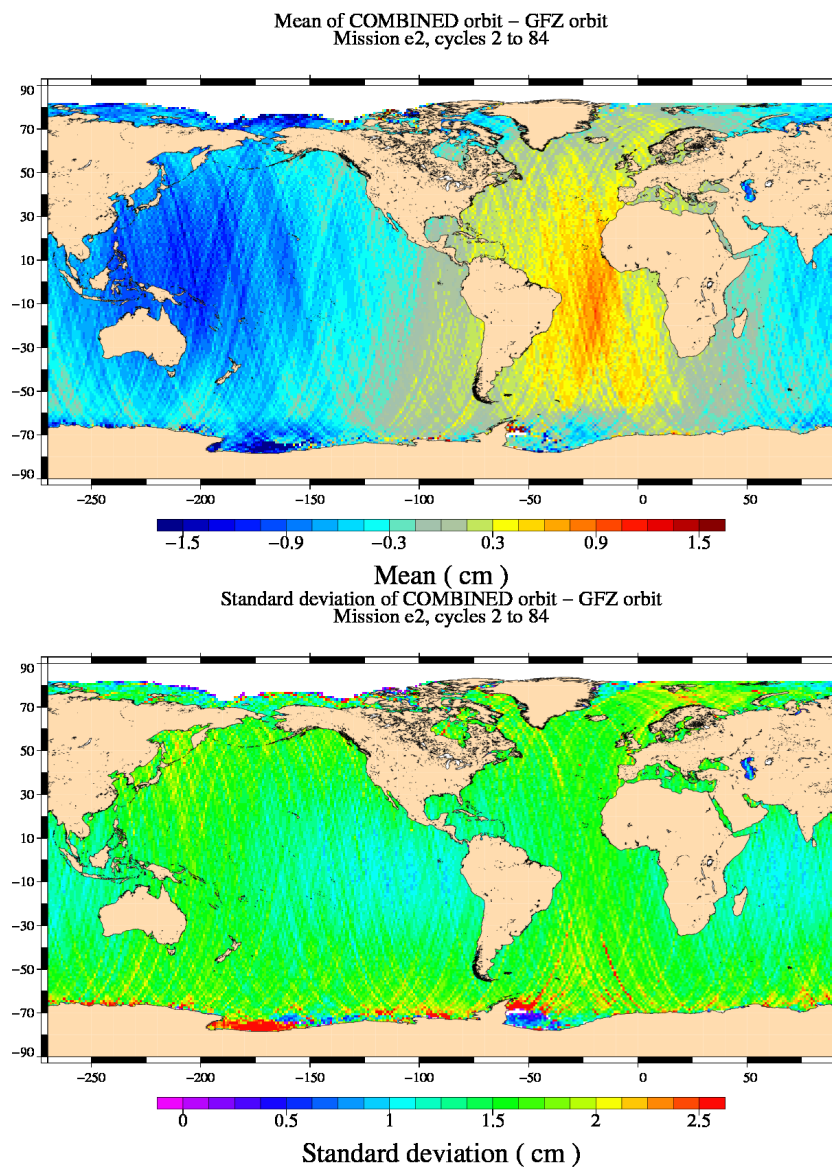 Mean of COMBINED orbit − GFZ orbit
Mission e2, cycles 2 to 84
90
70
50
30
10
−10
−30
−50
−70
−90
−250 −200 −150 −100 −50 0 50
−1.5 −0.9 −0.3 0.3 0.9 1.5
Mean ( cm )
Standard deviation of COMBINED orbit − GFZ orbit
Mission e2, cycles 2 to 84
90
70
50
30
10
−10
−30
−50
−70
−90
−250 −200 −150 −100 −50 0 50
0 0.5 1 1.5 2 2.5
Standard deviation ( cm )